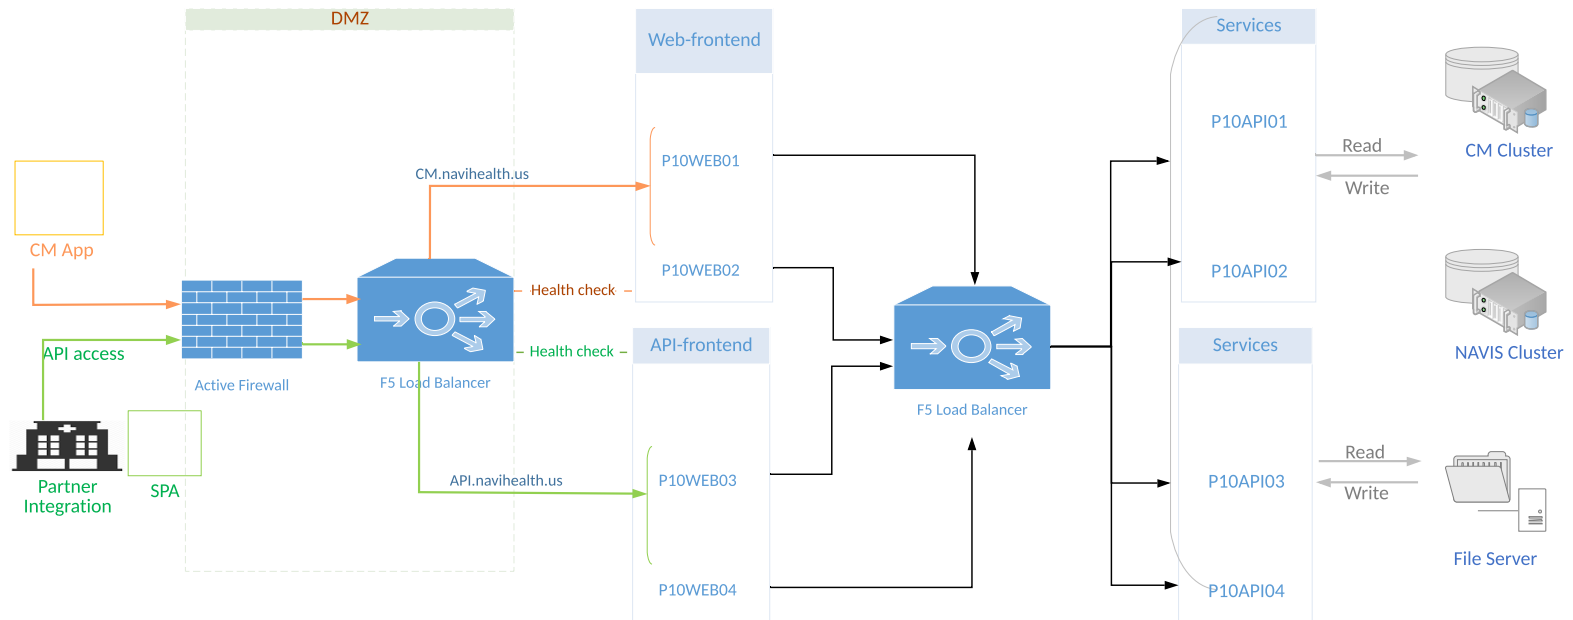 DMZ
Web-frontend
Services
P10API01
Read
CM Cluster
Write
P10WEB01
CM.navihealth.us
CM App
P10WEB02
P10API02
Health check
API-frontend
Services
Health check
API access
NAVIS Cluster
Active Firewall
F5 Load Balancer
F5 Load Balancer
Read
P10WEB03
API.navihealth.us
P10API03
Write
Partner
Integration
SPA
File Server
P10WEB04
P10API04